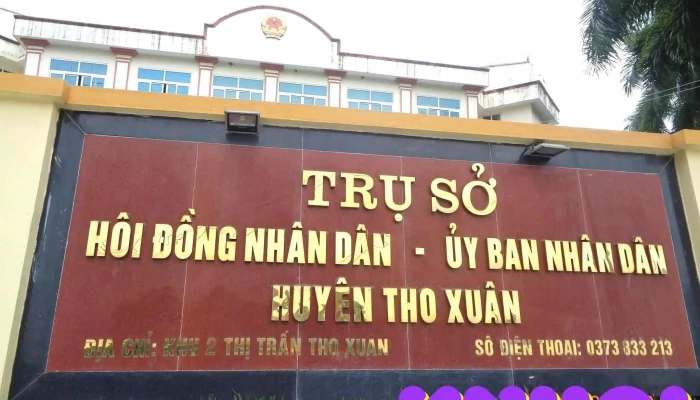 TRỤ SỞ
HÔI ĐỒNG NHÂN DÂN - ỦY BAN NHÂN DÂN
HUYÊN THO XUÂN
ĐỊA CHỈ: KHU 2 THỊ TRẤN THO XUAN SỐ ĐIỆN THOẠI: 0373 833 213